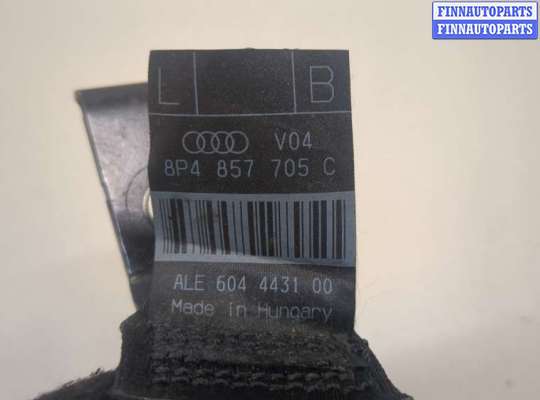 FINNAUTOPARTS
FINNAUTOPARTS
L B
V04
8P4 857 705 C
ALE 604 4431 00
Made in Hungary